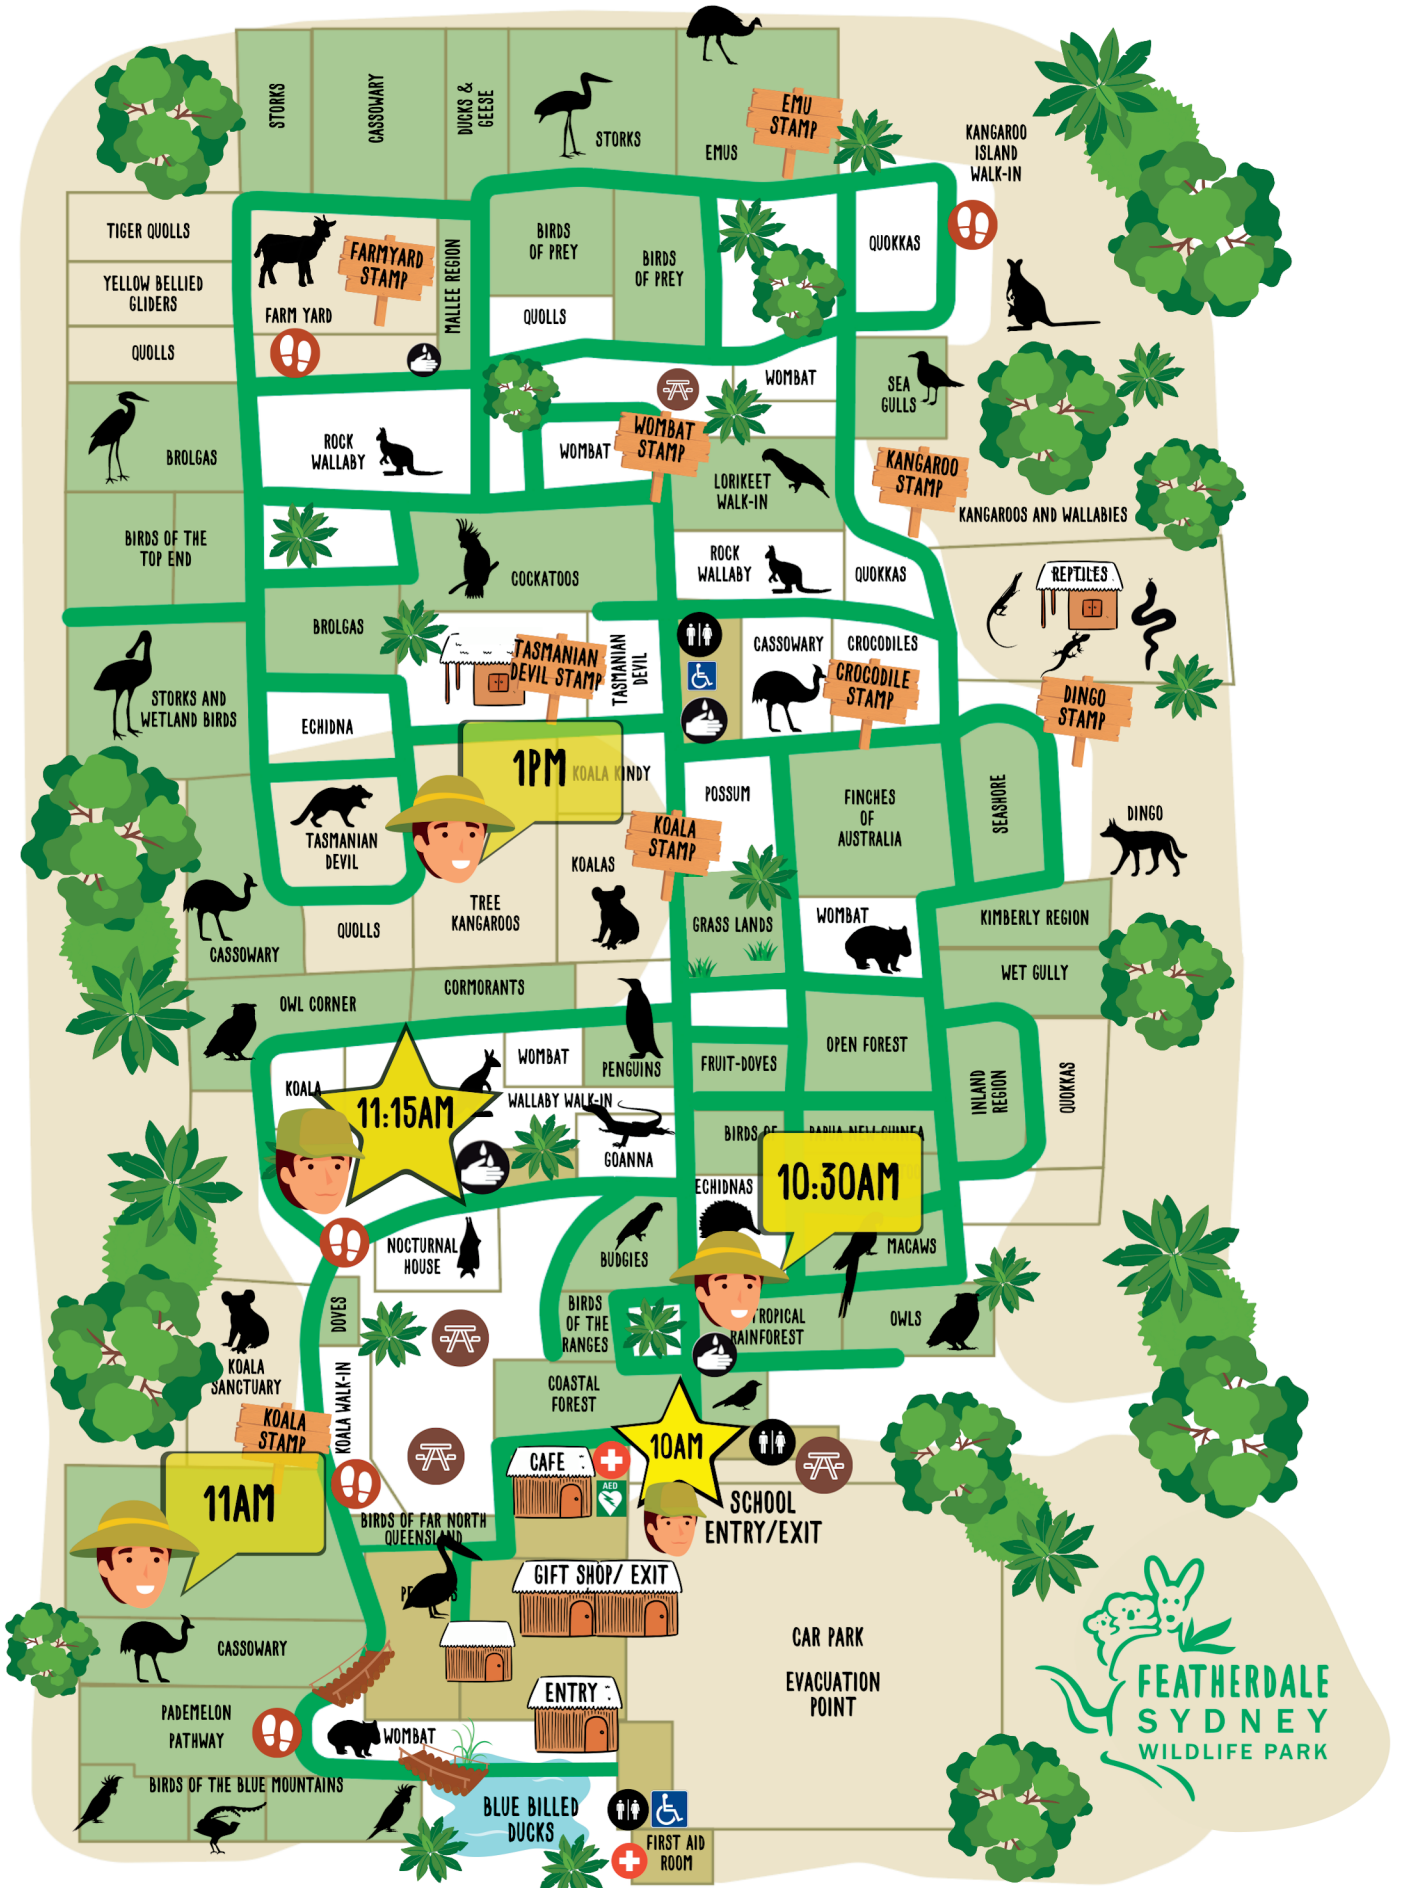 STORKS
CASSOWARY
DUCKS &
GEESE
STORKS
EMUS
EMU
STAMP
KANGAROO
ISLAND
WALK-IN
TIGER QUOLLS
YELLOW BELLIED
GLIDERS
QUOLLS
FARMYARD
STAMP
FARM YARD
MALLEE REGION
BIRDS
OF PREY
QUOLLS
BIRDS
OF PREY
QUOKKAS
WOMBAT
SEA
GULLS
BROLGAS
ROCK
WALLABY
WOMBAT
WOMBAT
STAMP
LORIKEET
WALK-IN
KANGAROO
STAMP
KANGAROOS AND WALLABIES
BIRDS OF THE
TOP END
COCKATOOS
ROCK
WALLABY
QUOKKAS
REPTILES
BROLGAS
TASMANIAN
DEVIL STAMP
TASMANIAN
DEVIL
CASSOWARY
CROCODILES
CROCODILE
STAMP
DINGO
STAMP
STORKS AND
WETLAND BIRDS
ECHIDNA
1PM
KOALA KINDY
POSSUM
FINCHES
OF
AUSTRALIA
SEASHORE
DINGO
TASMANIAN
DEVIL
KOALA
STAMP
KOALAS
TREE
KANGAROOS
QUOLLS
CASSOWARY
GRASS LANDS
WOMBAT
KIMBERLY REGION
WET GULLY
OWL CORNER
CORMORANTS
PENGUINS
WOMBAT
KOALA
11:15AM
WALLABY WALK-IN
GOANNA
FRUIT-DOVES
OPEN FOREST
INLAND
REGION
QUOKKAS
BIRDS OF
PAPUA NEW GUINEA
10:30AM
ECHIDNAS
MACAWS
NOCTURNAL
HOUSE
BUDGIES
BIRDS
OF THE
RANGES
TROPICAL
RAINFOREST
OWLS
DOVES
KOALA
SANCTUARY
KOALA WALK-IN
KOALA
STAMP
COASTAL
FOREST
10AM
CAFE
AED
SCHOOL
ENTRY/EXIT
11AM
BIRDS OF FAR NORTH
QUEENSLAND
GIFT SHOP/ EXIT
CASSOWARY
CAR PARK
EVACUATION
POINT
ENTRY
PADEMELON
PATHWAY
WOMBAT
BIRDS OF THE BLUE MOUNTAINS
BLUE BILLED
DUCKS
FIRST AID
ROOM
FEATHERDALE
SYDNEY
WILDLIFE PARK